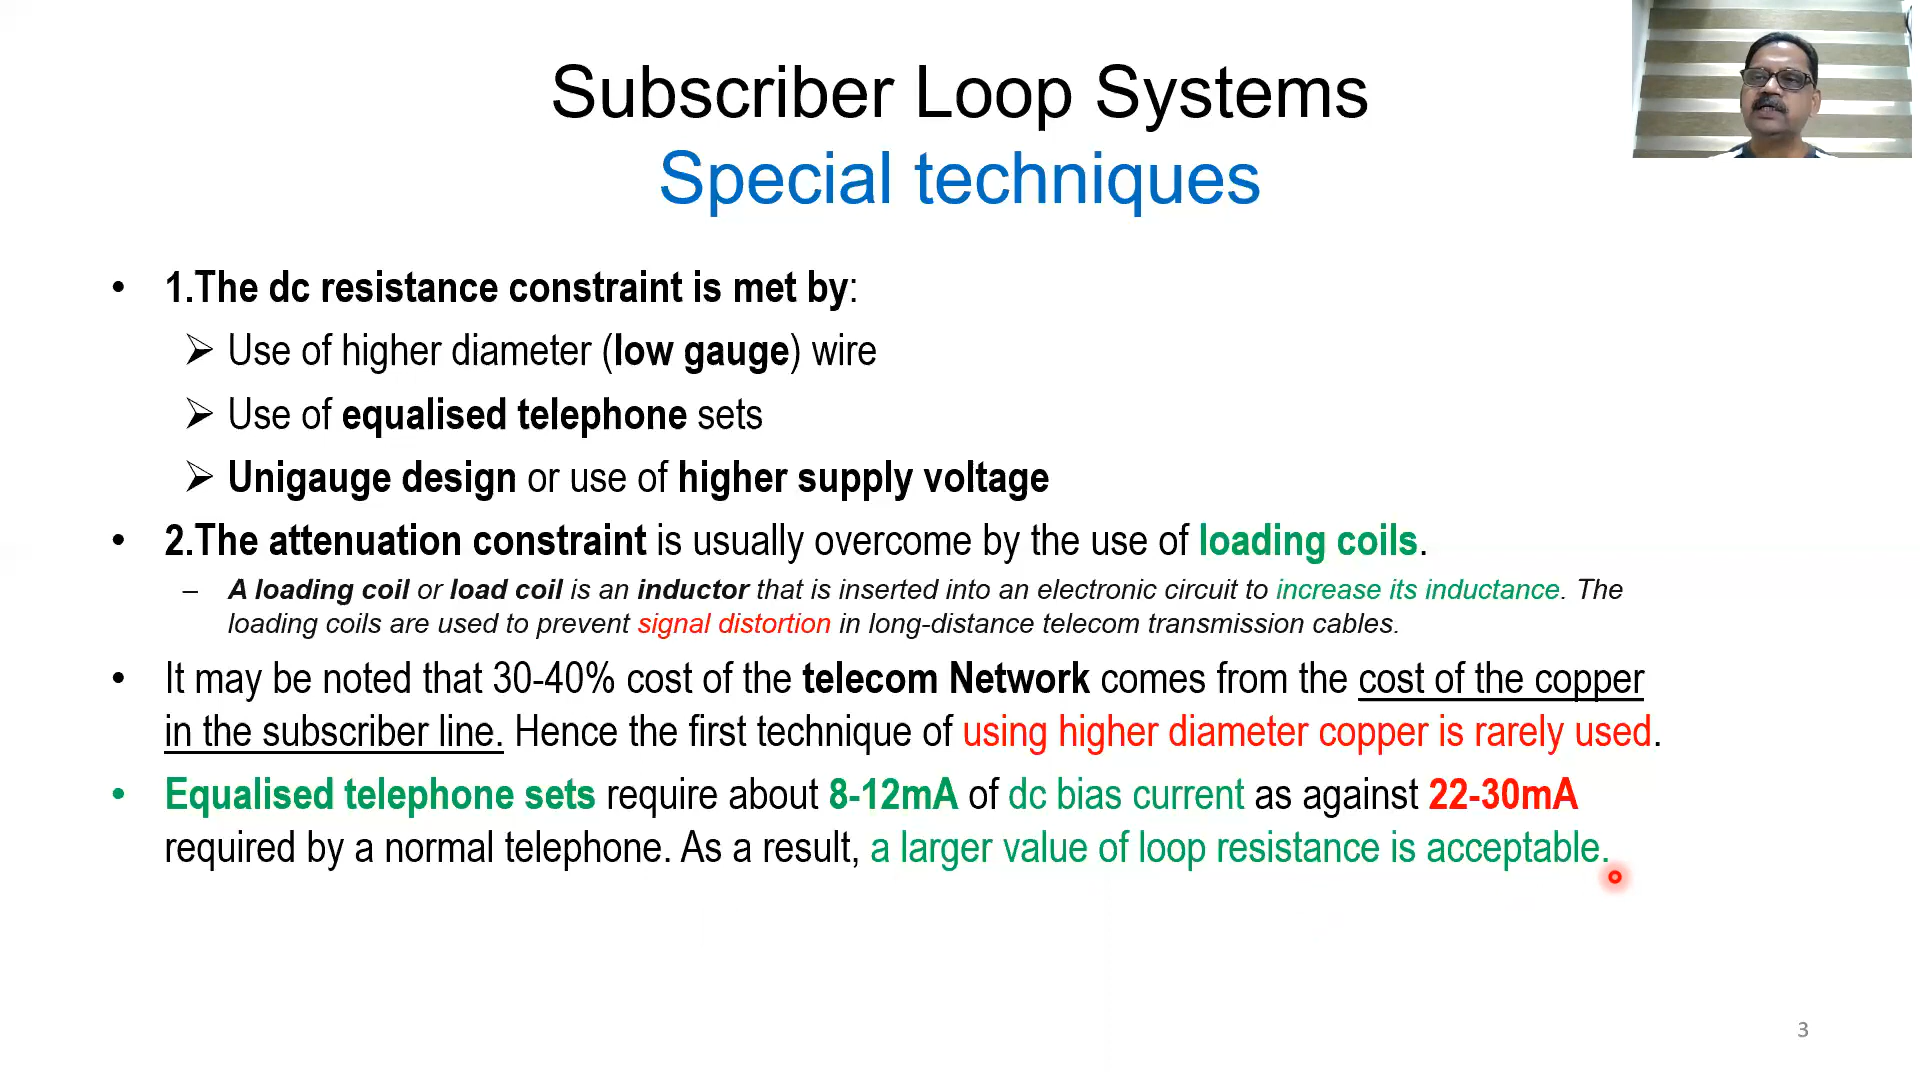 Subscriber Loop Systems
Special techniques
• 1.The dc resistance constraint is met by:
➢ Use of higher diameter (low gauge) wire
➢ Use of equalised telephone sets
➢ Unigauge design or use of higher supply voltage
• 2.The attenuation constraint is usually overcome by the use of loading coils.
– A loading coil or load coil is an inductor that is inserted into an electronic circuit to increase its inductance. The
loading coils are used to prevent signal distortion in long-distance telecom transmission cables.
• It may be noted that 30-40% cost of the telecom Network comes from the cost of the copper
in the subscriber line. Hence the first technique of using higher diameter copper is rarely used.
• Equalised telephone sets require about 8-12mA of dc bias current as against 22-30mA
required by a normal telephone. As a result, a larger value of loop resistance is acceptable.
3